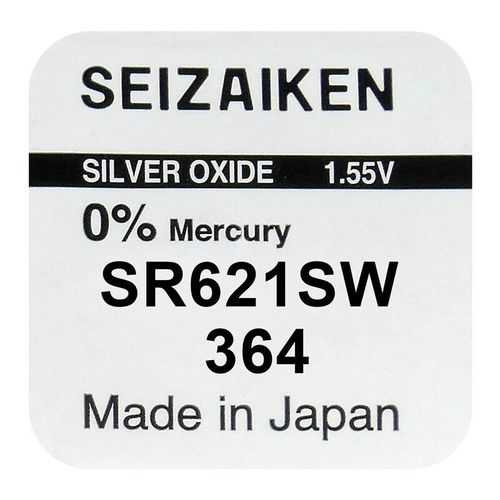 SEIZAIKEN
SILVER OXIDE 1.55V
0% Mercury
SR621SW
364
Made in Japan